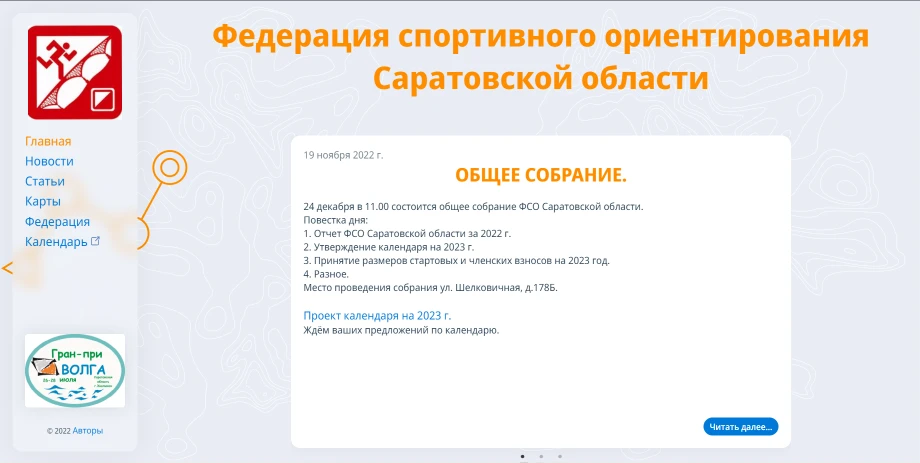 Федерация спортивного ориентирования
Саратовской области
Главная
Новости
Статьи
Карты
Федерация
Календарь
19 ноября 2022 г.
ОБЩЕЕ СОБРАНИЕ.
24 декабря в 11.00 состоится общее собрание ФСО Саратовской области.
Повестка дня:
1. Отчет ФСО Саратовской области за 2022 г.
2. Утверждение календаря на 2023 г.
3. Принятие размеров стартовых и членских взносов на 2023 год.
4. Разное.
Место проведения собрания ул. Шелковичная, д.178Б.
Проект календаря на 2023 г.
Ждём ваших предложений по календарю.
Читать далее...
Гран-при
ВОЛГА
июля
© 2022 Авторы